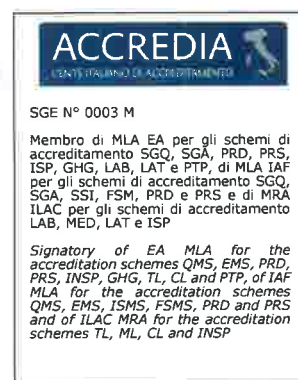 ACCREDIA
L'ENTE ITALIANO DI ACCREDITAMENTO
SGE N° 0003 M
Membro di MLA EA per gli schemi di
accreditamento SGQ, SGA, PRD, PRS,
ISP, GHG, LAB, LAT e PTP, di MLA IAF
per gli schemi di accreditamento SGQ,
SGA, SSI, FSM, PRD e PRS e di MRA
ILAC per gli schemi di accreditamento
LAB, MED, LAT e ISP
Signatory of EA MLA for the
accreditation schemes QMS, EMS, PRD,
PRS, INSP, GHG, TL, CL and PTP, of IAF
MLA for the accreditation schemes
QMS, EMS, ISMS, FSMS, PRD and PRS
and of ILAC MRA for the accreditation
schemes TL, ML, CL and INSP